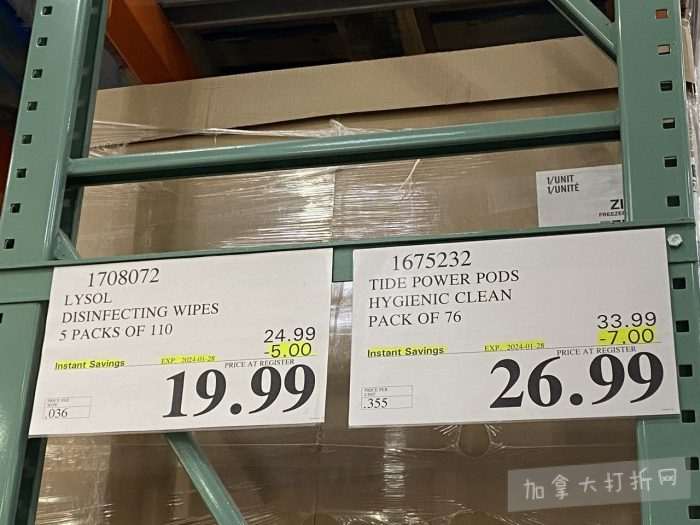 1/UNIT
1/UNITÉ
1708072
LYSOL
DISINFECTING WIPES
5 PACKS OF 110
24.99
Instant Savings EXP. 2024-01-28 -5.00
PRICE AT REGISTER
19.99
.036
1675232
TIDE POWER PODS
HYGIENIC CLEAN
PACK OF 76
33.99
Instant Savings EXP. 2024-01-28 -7.00
PRICE AT REGISTER
26.99
PRICE PER
.355
加拿大打折网